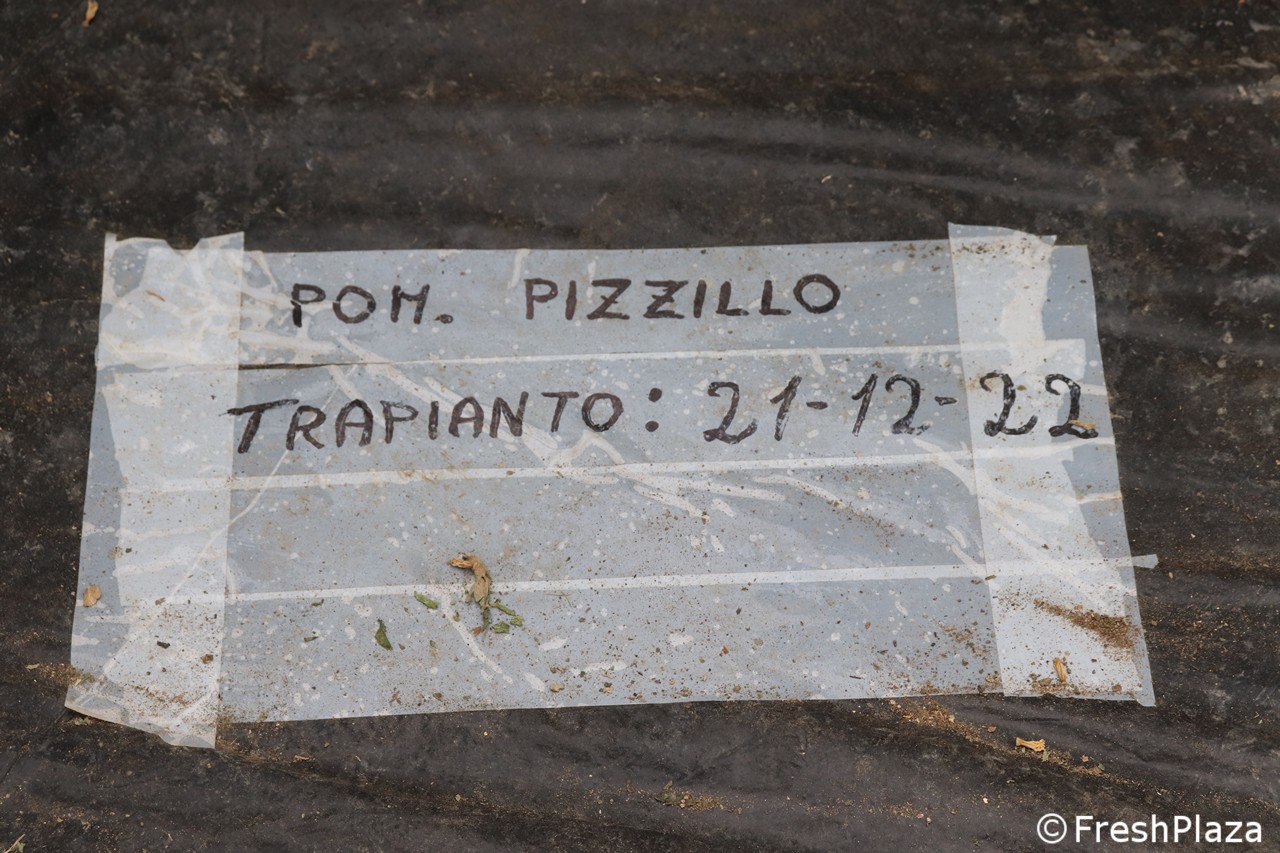 POM. PIZZILLO
TRAPIANTO: 21-12-22
©FreshPlaza